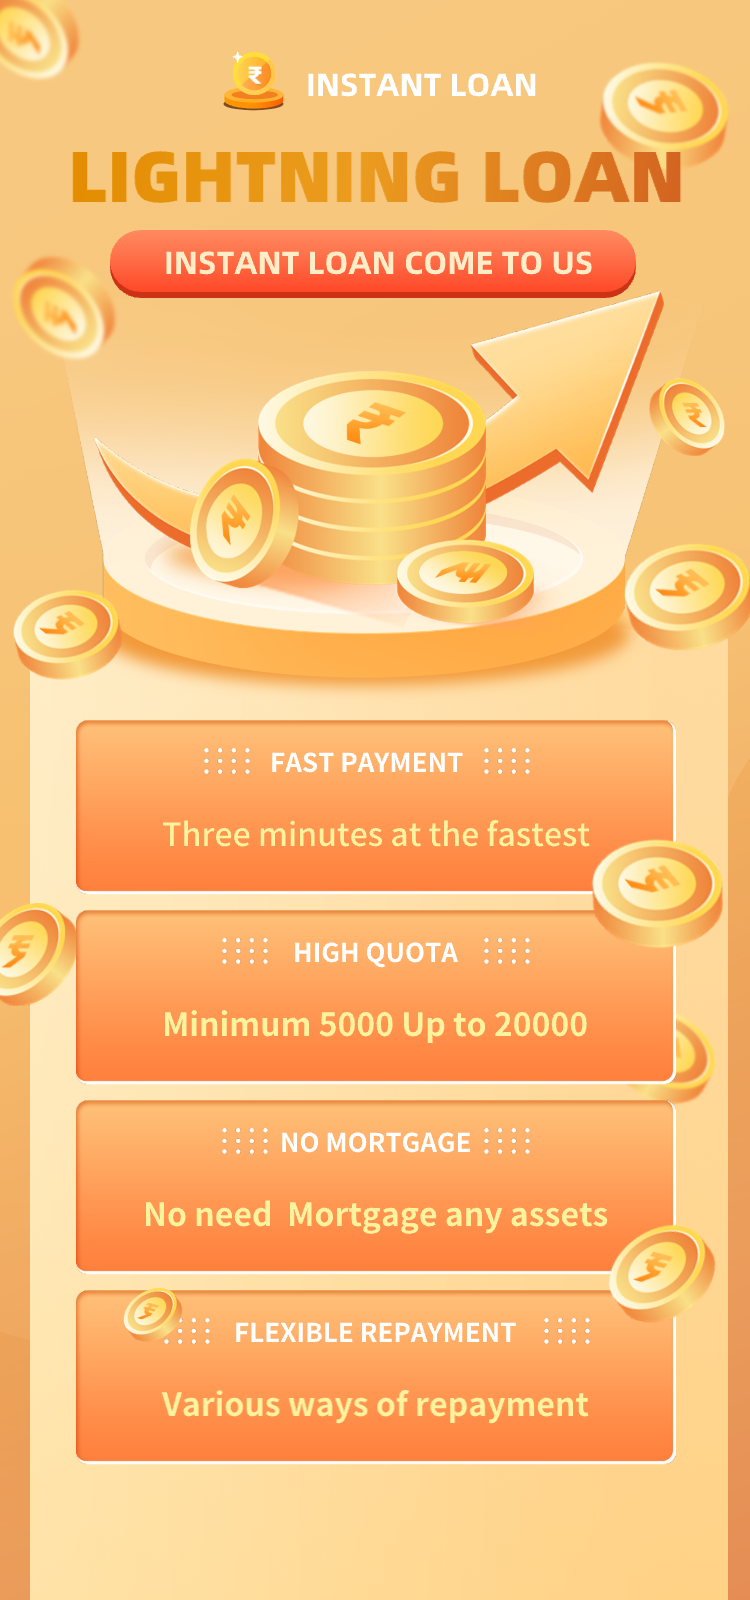 INSTANT LOAN
LIGHTNING LOAN
INSTANT LOAN COME TO US
FAST PAYMENT
Three minutes at the fastest
HIGH QUOTA
Minimum 5000 Up to 20000
NO MORTGAGE
No need  Mortgage any assets
FLEXIBLE REPAYMENT
Various ways of repayment